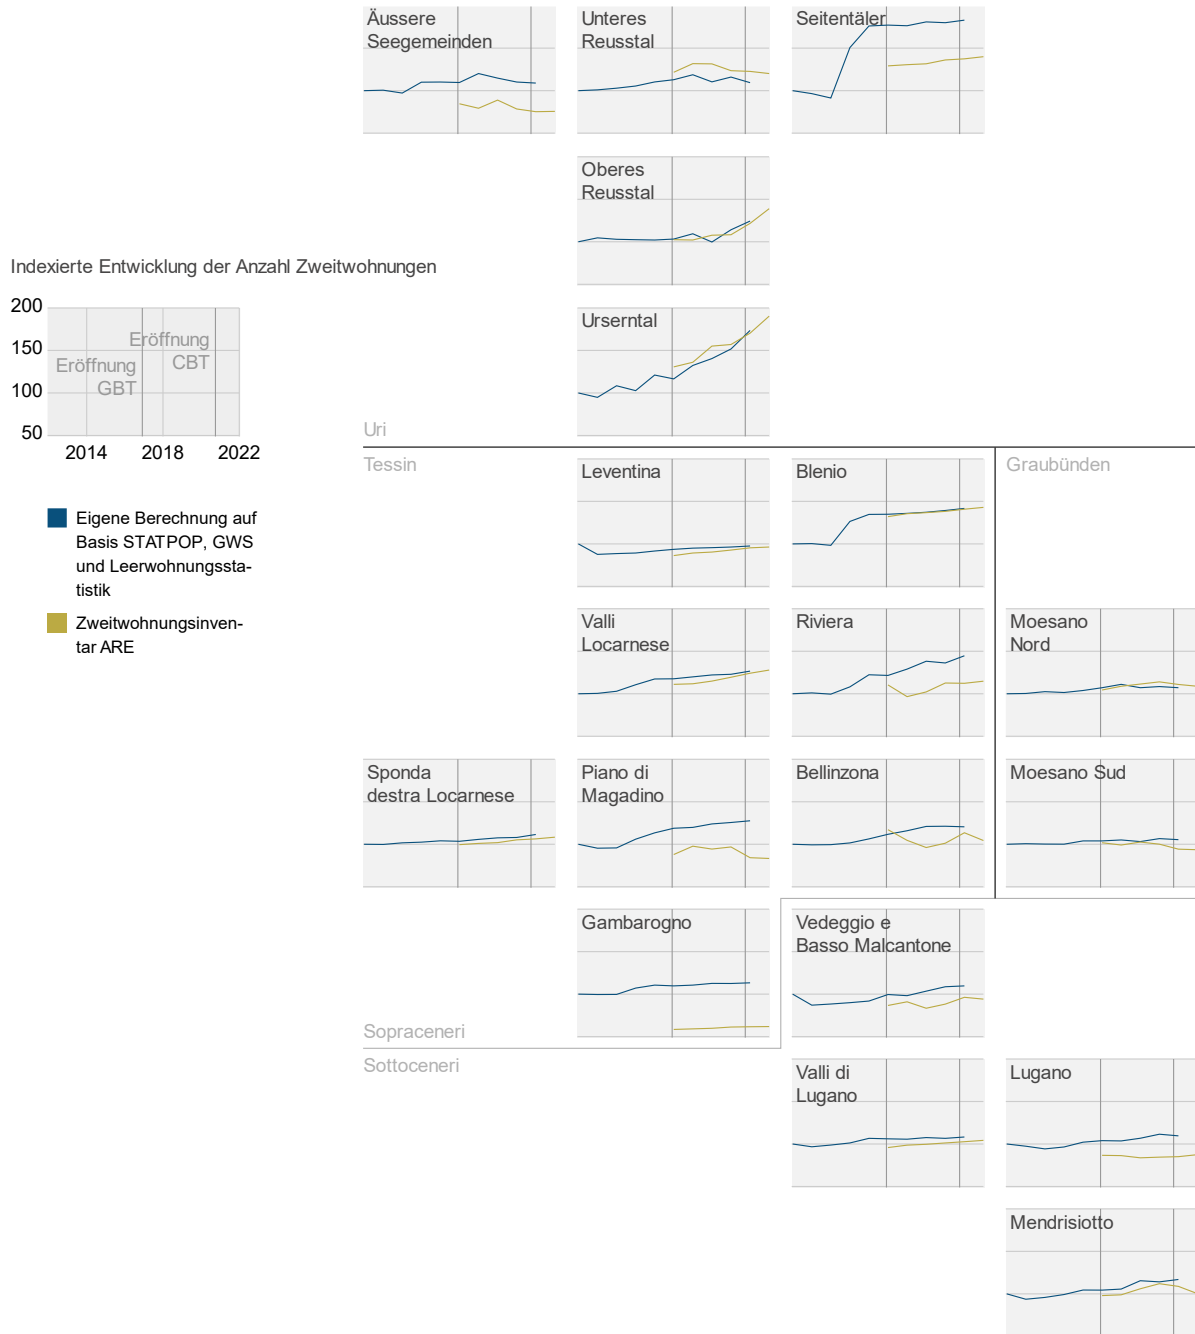 Äussere
Seegemeinden
Unteres
Reusstal
Seitentäler
Oberes
Reusstal
Indexierte Entwicklung der Anzahl Zweitwohnungen
200
150
100
50
Eröffnung
CBT
Eröffnung
GBT
2014 2018 2022
Urserntal
Uri
Tessin
Leventina
Blenio
Graubünden
Eigene Berechnung auf
Basis STATPOP, GWS
und Leerwohnungssta-
tistik
Zweitwohnungsinven-
tar ARE
Valli
Locarnese
Riviera
Moesano
Nord
Sponda
destra Locarnese
Piano di
Magadino
Bellinzona
Moesano Sud
Gambarogno
Vedeggio e
Basso Malcantone
Sopraceneri
Sottoceneri
Valli di
Lugano
Lugano
Mendrisiotto